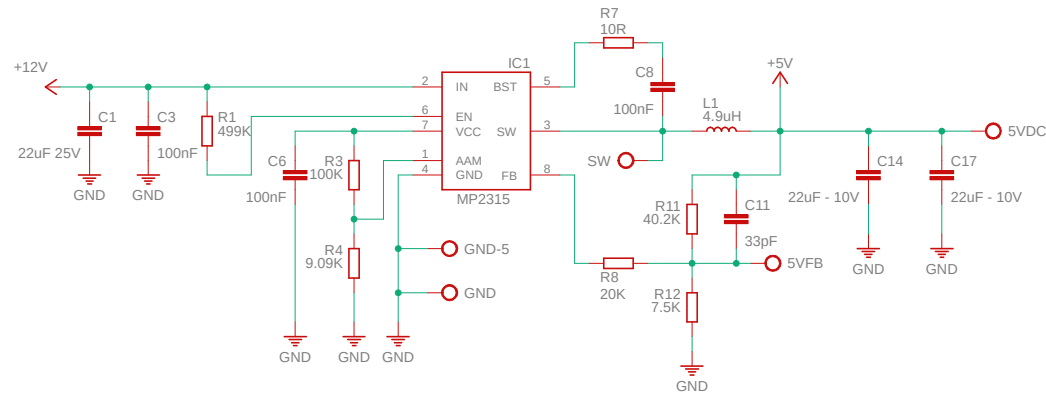 R7
10R
IC1
+12V
2
IN
BST
5
C8
100nF
+5V
L1
4.9uH
C1
22uF 25V
C3
100nF
R1
499K
6
EN
7
VCC
SW
3
5VDC
1
AAM
4
GND
FB
8
MP2315
SW
C6
100nF
R3
100K
C14
22uF - 10V
C17
22uF - 10V
GND
GND
R11
40.2K
C11
33pF
R4
9.09K
GND-5
5VFB
GND
GND
R8
20K
GND
R12
7.5K
GND
GND
GND
GND